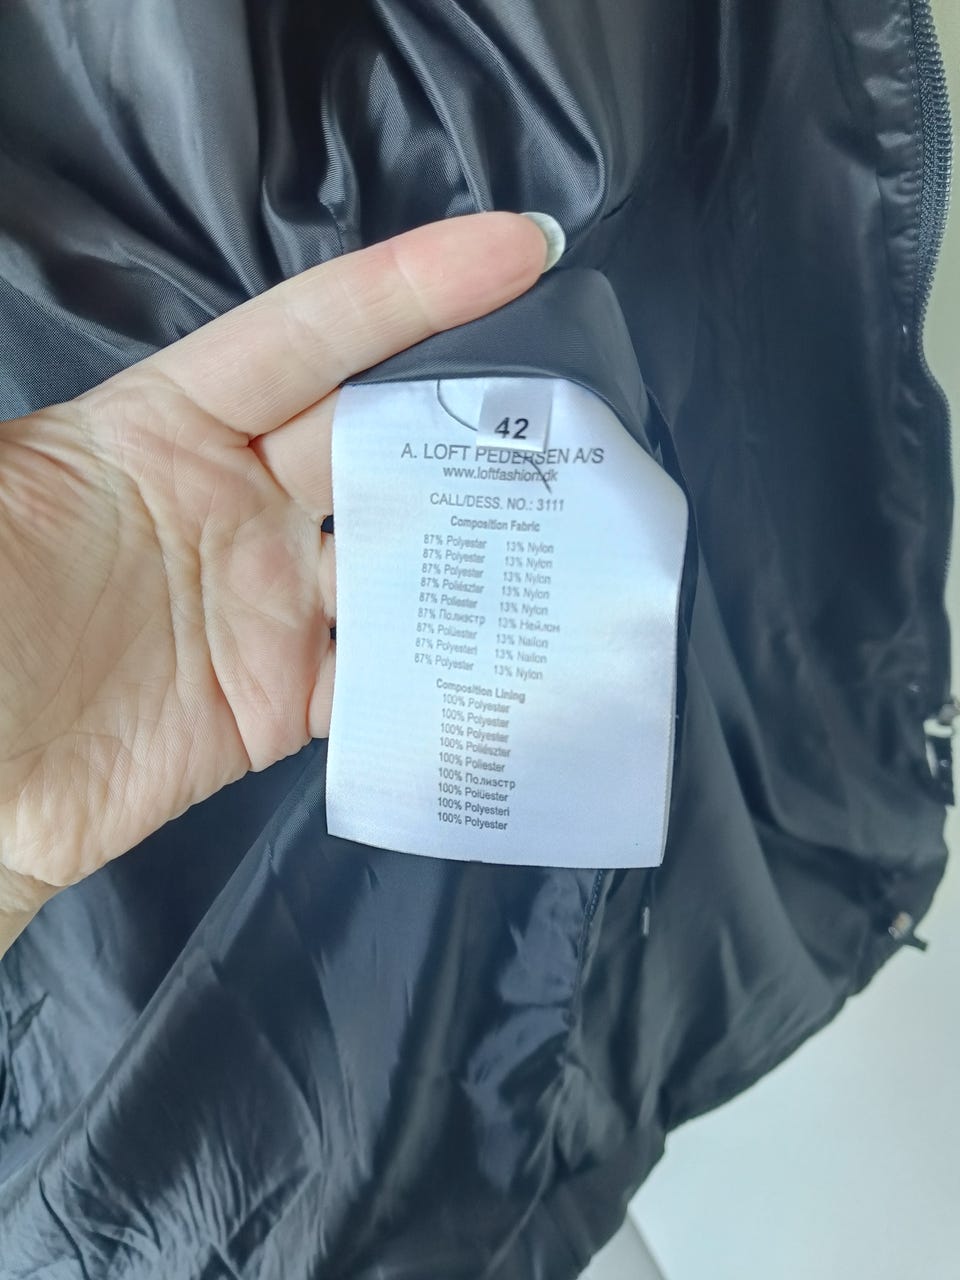 42
A. LOFT PEDERSEN A/S
www.loftfashion.dk
CALL/DESS. NO.: 3111
Composition Fabric
87% Polyester 13% Nylon
87% Polyester 13% Nylon
87% Polyester 13% Nylon
87% Poliészter 13% Nylon
87% Poliester 13% Nylon
87% Полиэстр 13% Нейлон
87% Polüester 13% Nailon
87% Polyesteri 13% Nailon
87% Polyester 13% Nylon
Composition Lining
100% Polyester
100% Polyester
100% Polyester
100% Poliészter
100% Poliester
100% Полиэстр
100% Polüester
100% Polyesteri
100% Polyester